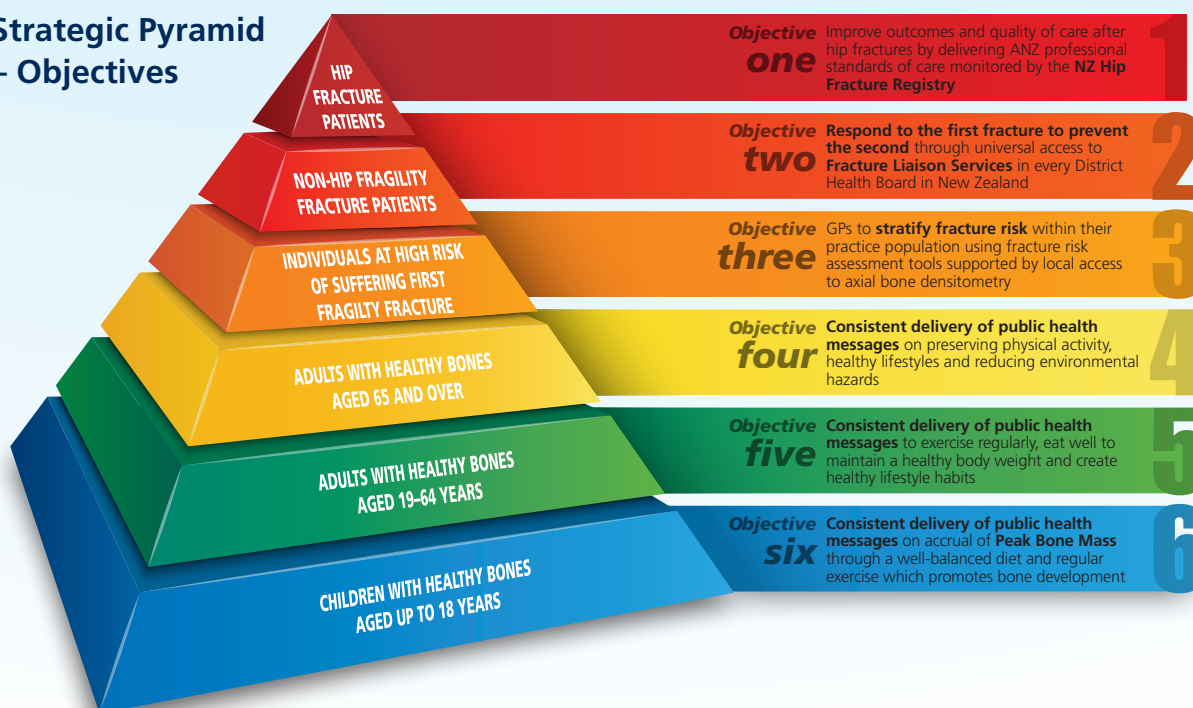 Strategic Pyramid
– Objectives
HIP
FRACTURE
PATIENTS
Objective
one
Improve outcomes and quality of care after
hip fractures by delivering ANZ professional
standards of care monitored by the NZ Hip
Fracture Registry
1
NON-HIP FRAGILITY
FRACTURE PATIENTS
Objective
two
Respond to the first fracture to prevent
the second through universal access to
Fracture Liaison Services in every District
Health Board in New Zealand
2
INDIVIDUALS AT HIGH RISK
OF SUFFERING FIRST
FRAGILTY FRACTURE
Objective
three
GPs to stratify fracture risk within their
practice population using fracture risk
assessment tools supported by local access
to axial bone densitometry
3
ADULTS WITH HEALTHY BONES
AGED 65 AND OVER
Objective
four
Consistent delivery of public health
messages on preserving physical activity,
healthy lifestyles and reducing environmental
hazards
4
ADULTS WITH HEALTHY BONES
AGED 19–64 YEARS
Objective
five
Consistent delivery of public health
messages to exercise regularly, eat well to
maintain a healthy body weight and create
healthy lifestyle habits
5
CHILDREN WITH HEALTHY BONES
AGED UP TO 18 YEARS
Objective
six
Consistent delivery of public health
messages on accrual of Peak Bone Mass
through a well-balanced diet and regular
exercise which promotes bone development
6